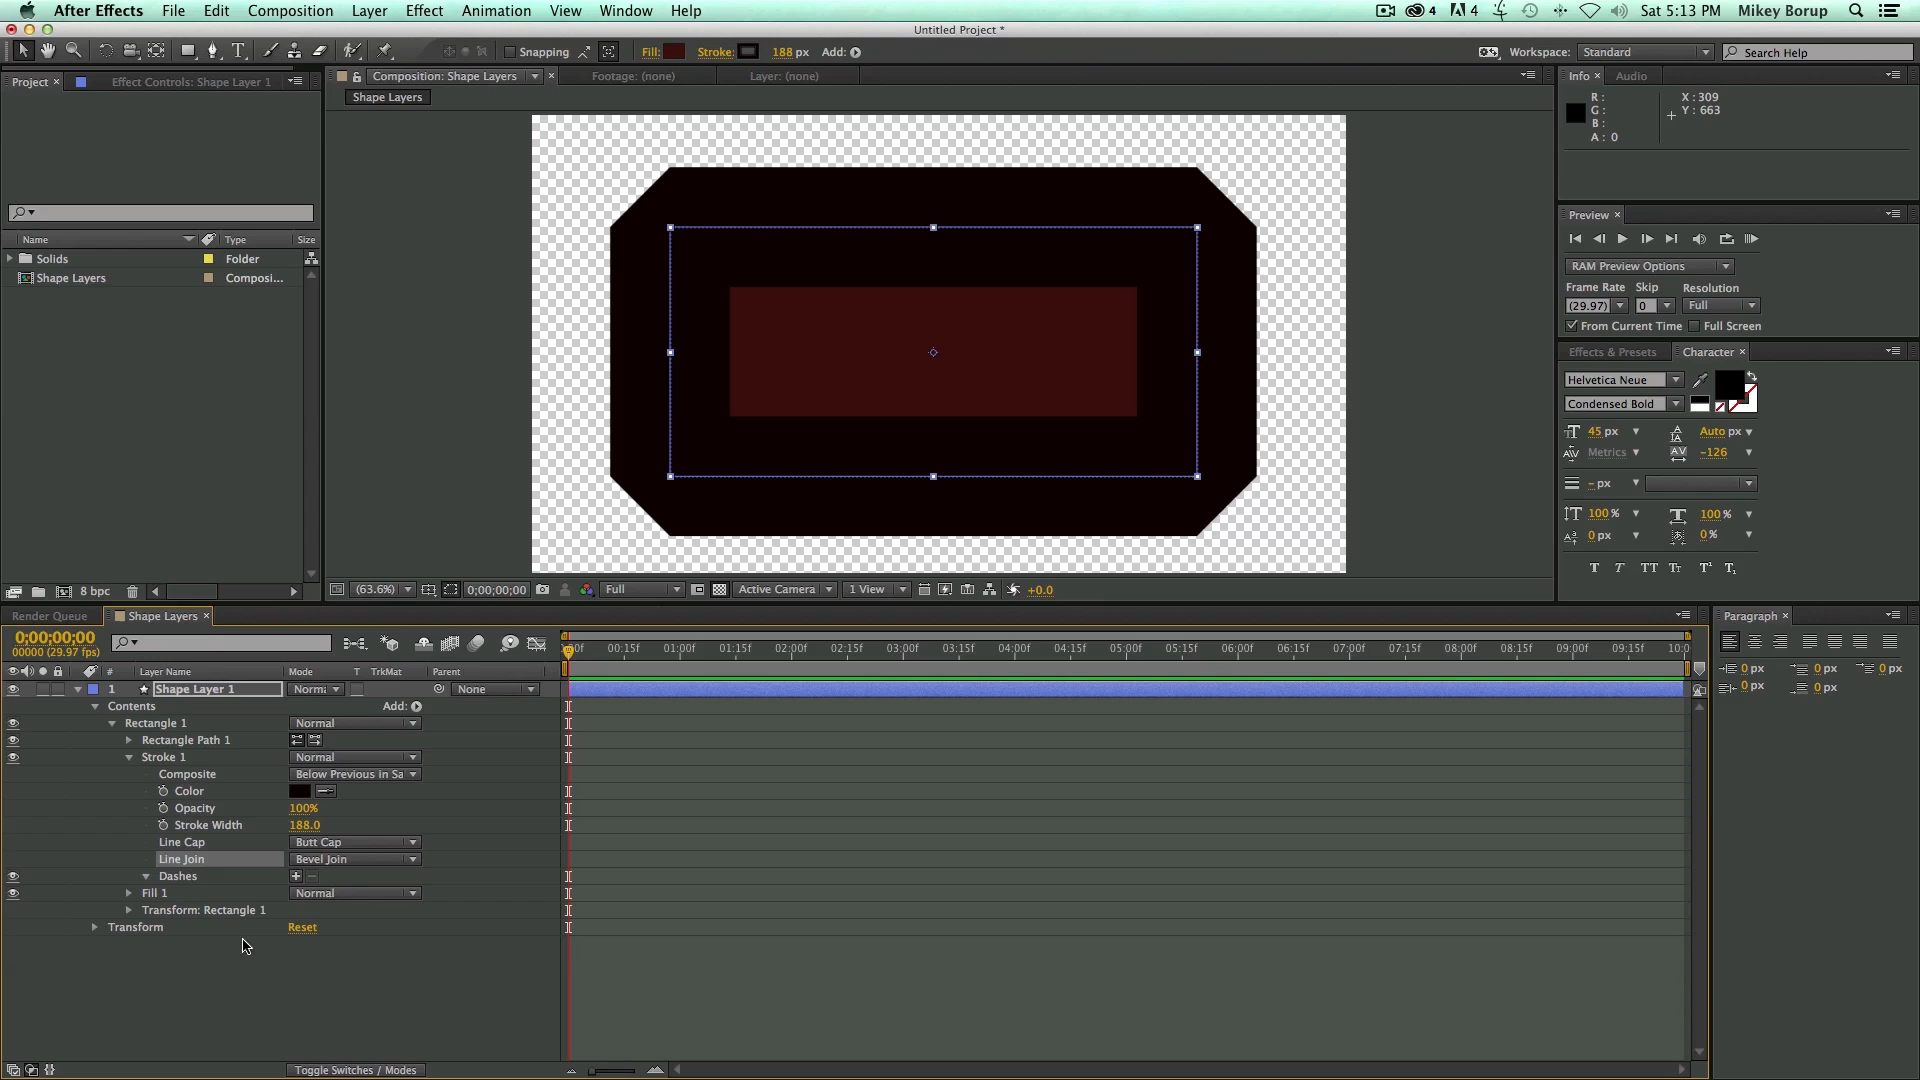 After Effects File Edit Composition Layer Effect Animation View Window Help 4 4 Sat 5:13 PM Mikey Borup
Untitled Project *
Snapping Fill: Stroke: 188 px Add: Workspace: Standard Search Help
Project × Effect Controls: Shape Layer 1 Composition: Shape Layers × Footage: (none) Layer: (none) Info × Audio
Shape Layers
R : X : 309
G : Y : 663
B :
A : 0
Preview ×
Name Type Size
Solids Folder
Shape Layers Composi...
RAM Preview Options
Frame Rate Skip Resolution
(29.97) 0 Full
From Current Time Full Screen
Effects & Presets Character ×
Helvetica Neue
Condensed Bold
45 px Auto px
Metrics -126
- px
100 % 100 %
0 px 0 %
T T TT Tt T¹ T₁
8 bpc (63.6%) 0;00;00;00 Full Active Camera 1 View +0.0
Render Queue Shape Layers × Paragraph ×
0;00;00;00
00000 (29.97 fps)
:00f 00:15f 01:00f 01:15f 02:00f 02:15f 03:00f 03:15f 04:00f 04:15f 05:00f 05:15f 06:00f 06:15f 07:00f 07:15f 08:00f 08:15f 09:00f 09:15f 10:0
0 px 0 px 0 px
0 px 0 px
# Layer Name Mode T TrkMat Parent
1 Shape Layer 1 Norma None
Contents Add:
Rectangle 1 Normal
Rectangle Path 1
Stroke 1 Normal
Composite Below Previous in Sa
Color
Opacity 100%
Stroke Width 188.0
Line Cap Butt Cap
Line Join Bevel Join
Dashes + −
Fill 1 Normal
Transform: Rectangle 1
Transform Reset
Toggle Switches / Modes